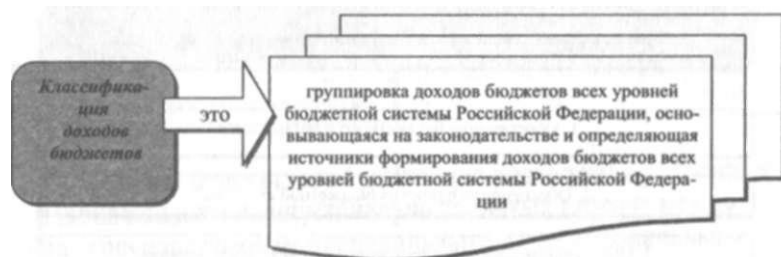 Классифика-
ция
доходов
бюджетов
это
группировка доходов бюджетов всех уровней
бюджетной системы Российской Федерации, осно-
вывающаяся на законодательстве и определяющая
источники формирования доходов бюджетов всех
уровней бюджетной системы Российской Федера-
ции